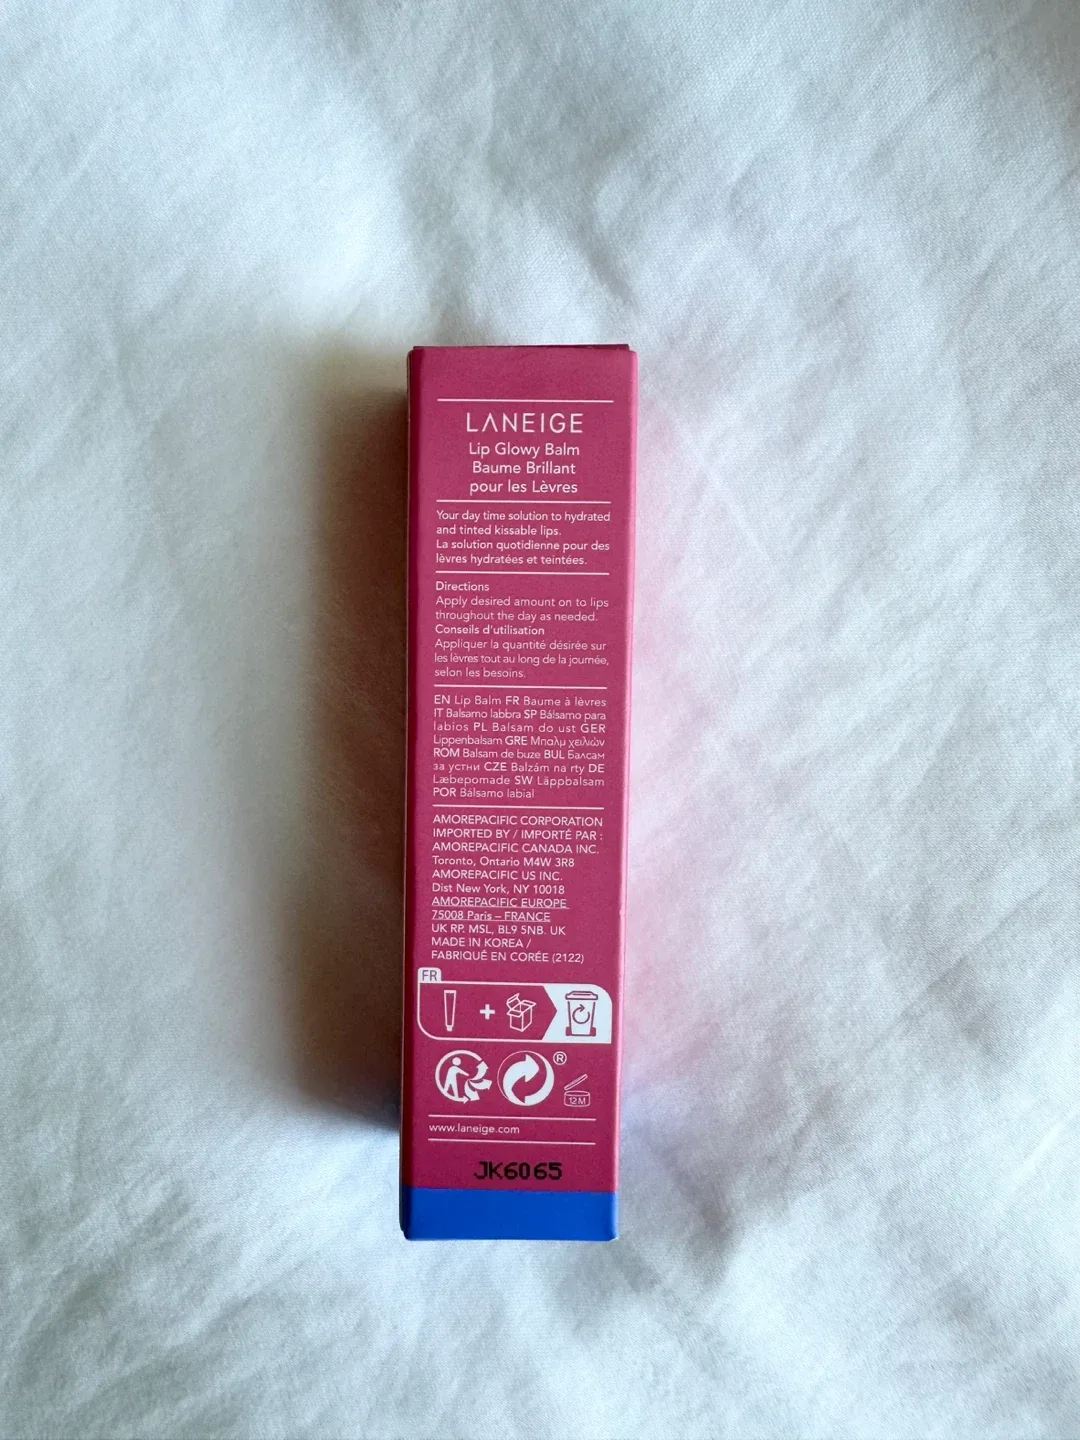 LANEIGE
Lip Glowy Balm
Baume Brillant
pour les Lèvres
Your day time solution to hydrated
and tinted kissable lips.
La solution quotidienne pour des
lèvres hydratées et teintées.
Directions
Apply desired amount on to lips
throughout the day as needed.
Conseils d'utilisation
Appliquer la quantité désirée sur
les lèvres tout au long de la journée,
selon les besoins.
EN Lip Balm FR Baume à lèvres
IT Balsamo labbra SP Bálsamo para
labios PL Balsam do ust GER
Lippenbalsam GRE Μπαλμ χειλιών
ROM Balsam de buze BUL Балсам
за устни CZE Balzám na rty DE
Læbepomade SW Läppbalsam
POR Bálsamo labial
AMOREPACIFIC CORPORATION
IMPORTED BY / IMPORTÉ PAR :
AMOREPACIFIC CANADA INC.
Toronto, Ontario M4W 3R8
AMOREPACIFIC US INC.
Dist New York, NY 10018
AMOREPACIFIC EUROPE
75008 Paris – FRANCE
UK RP. MSL, BL9 5NB. UK
MADE IN KOREA /
FABRIQUÉ EN CORÉE (2122)
FR
+
®
12M
www.laneige.com
JK6065